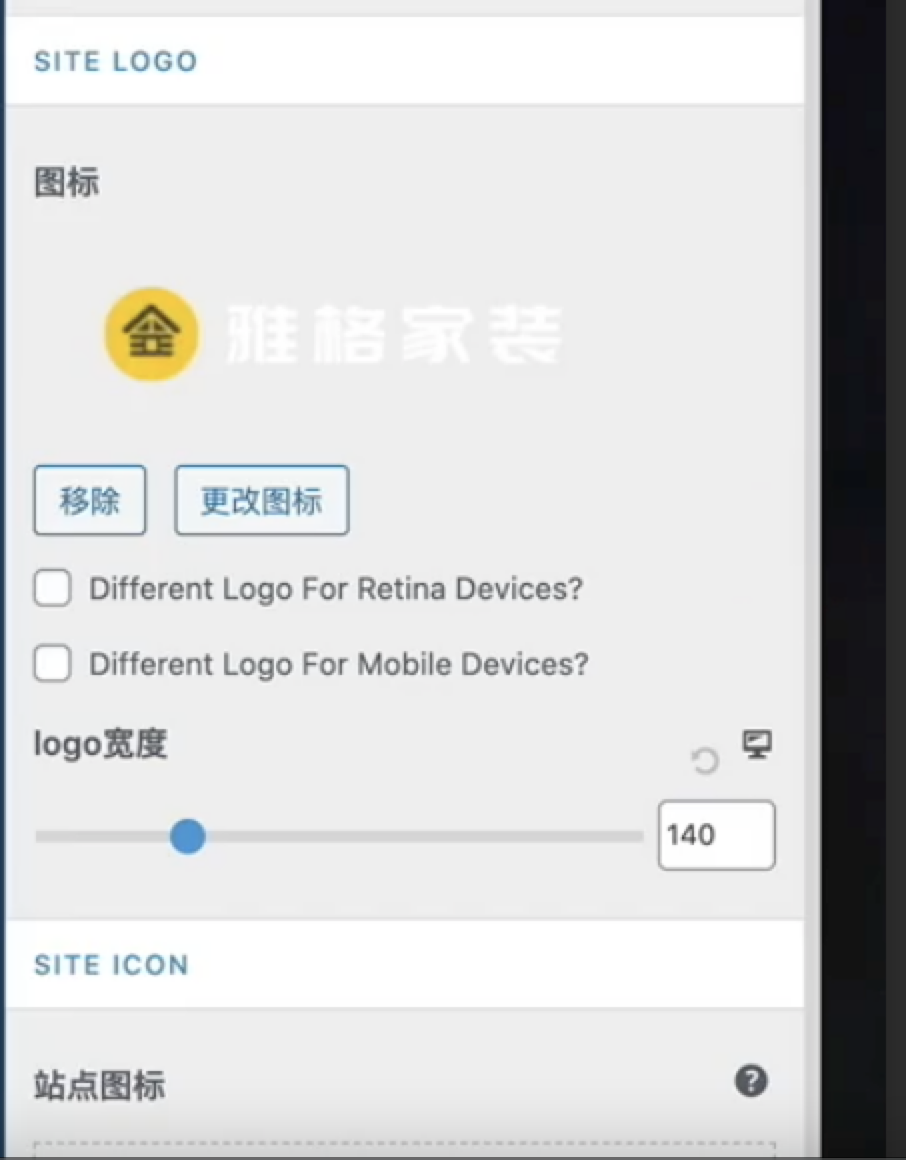 SITE LOGO
图标
雅格家装
移除
更改图标
Different Logo For Retina Devices?
Different Logo For Mobile Devices?
logo宽度
140
SITE ICON
站点图标